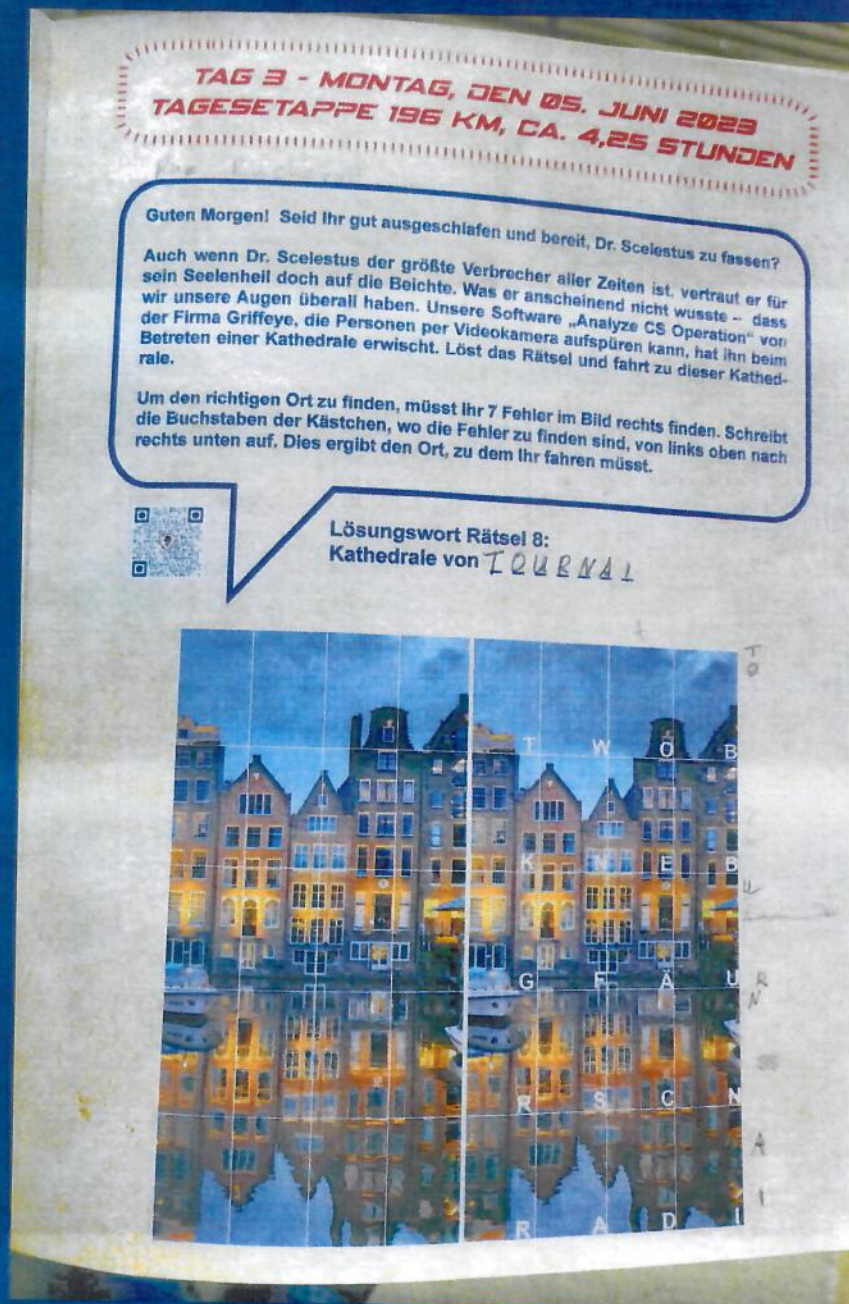 TAG 3 - MONTAG, DEN 05. JUNI 2023
TAGESETAPPE 196 KM, CA. 4,25 STUNDEN
Guten Morgen! Seid Ihr gut ausgeschlafen und bereit, Dr. Scelestus zu fassen?
Auch wenn Dr. Scelestus der größte Verbrecher aller Zeiten ist, vertraut er für
sein Seelenheil doch auf die Beichte. Was er anscheinend nicht wusste – dass
wir unsere Augen überall haben. Unsere Software „Analyze CS Operation" von
der Firma Griffeye, die Personen per Videokamera aufspüren kann, hat ihn beim
Betreten einer Kathedrale erwischt. Löst das Rätsel und fahrt zu dieser Kathed-
rale.
Um den richtigen Ort zu finden, müsst Ihr 7 Fehler im Bild rechts finden. Schreibt
die Buchstaben der Kästchen, wo die Fehler zu finden sind, von links oben nach
rechts unten auf. Dies ergibt den Ort, zu dem Ihr fahren müsst.
Lösungswort Rätsel 8:
Kathedrale von TOURNAI
T
O
T W O B
K N E B
U
G F Ä U
R
N
R S C N
A
I
R A D I